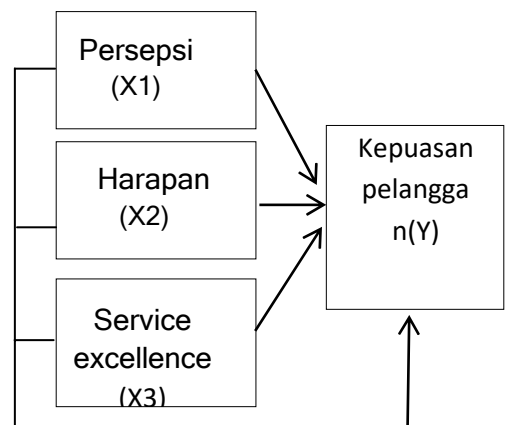 Persepsi
(X1)
Harapan
(X2)
Service
excellence
(X3)
Kepuasan
pelangga
n(Y)